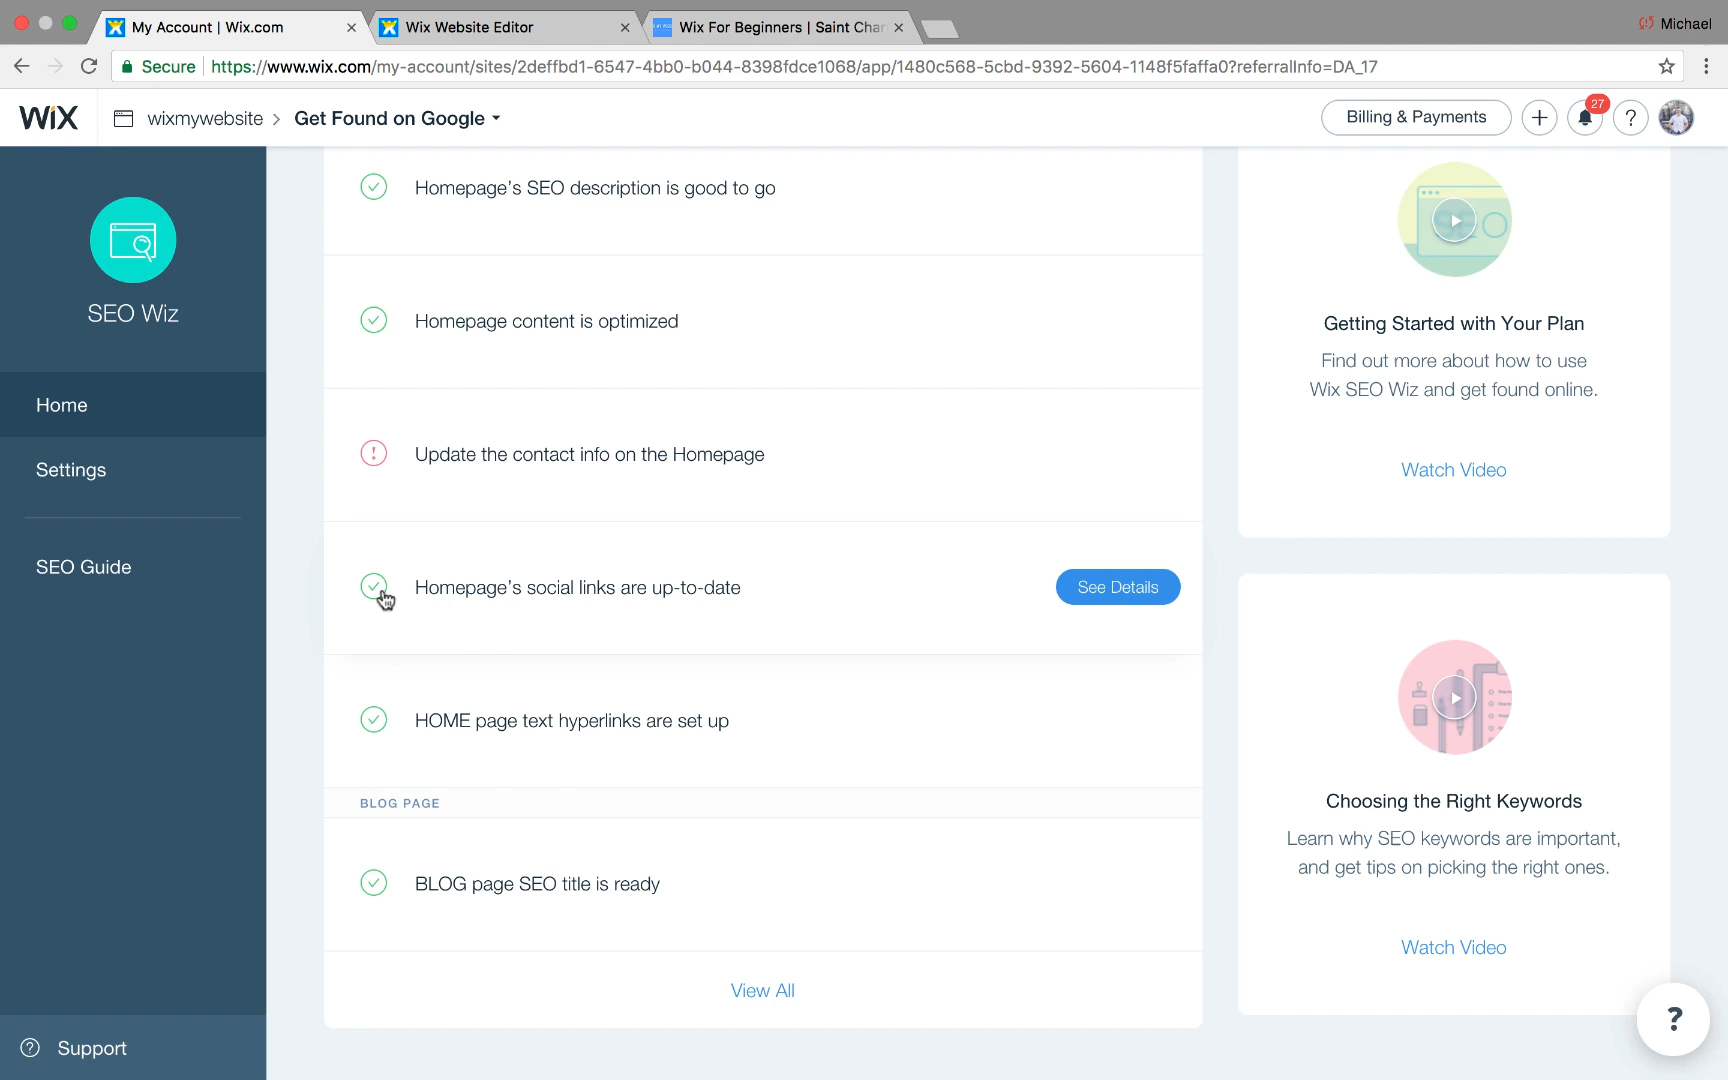 My Account | Wix.com
Wix Website Editor
Wix For Beginners | Saint Char
Michael
Secure
https://www.wix.com/my-account/sites/2deffbd1-6547-4bb0-b044-8398fdce1068/app/1480c568-5cbd-9392-5604-1148f5faffa0?referralInfo=DA_17
WiX
wixmywebsite > Get Found on Google
Billing & Payments
27
?
SEO Wiz
Home
Settings
SEO Guide
Support
Homepage's SEO description is good to go
Homepage content is optimized
Update the contact info on the Homepage
Homepage's social links are up-to-date
See Details
HOME page text hyperlinks are set up
BLOG PAGE
BLOG page SEO title is ready
View All
SEO
Getting Started with Your Plan
Find out more about how to use
Wix SEO Wiz and get found online.
Watch Video
Choosing the Right Keywords
Learn why SEO keywords are important,
and get tips on picking the right ones.
Watch Video
?